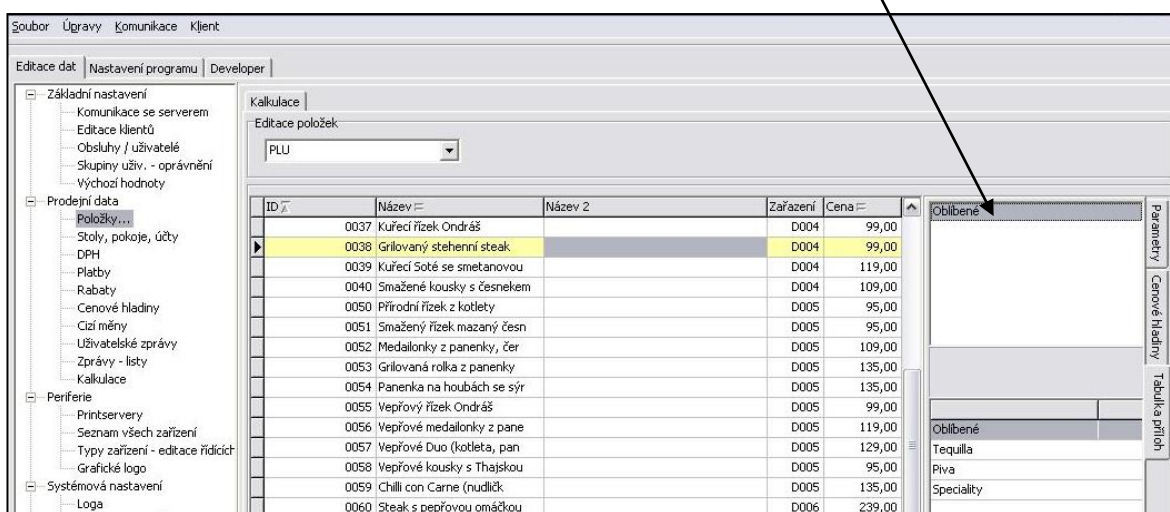 Soubor Úpravy Komunikace Klient
Editace dat Nastavení programu Developer
Základní nastavení
Komunikace se serverem
Editace klientů
Obsluhy / uživatelé
Skupiny uživ. - oprávnění
Výchozí hodnoty
Prodejní data
Položky...
Stoly, pokoje, účty
DPH
Platby
Rabaty
Cenové hladiny
Cizí měny
Uživatelské zprávy
Zprávy - listy
Kalkulace
Periferie
Printservery
Seznam všech zařízení
Typy zařízení - editace řídících
Grafické logo
Systémová nastavení
Loga
Kalkulace
Editace položek
PLU
ID Název Název 2 Zařazení Cena
0037 Kuřecí řízek Ondráš D004 99,00
0038 Grilovaný stehenní steak D004 99,00
0039 Kuřecí Soté se smetanovou D004 119,00
0040 Smažené kousky s česnekem D004 109,00
0050 Přírodní řízek z kotlety D005 95,00
0051 Smažený řízek mazaný česn D005 95,00
0052 Medailonky z panenky, čer D005 109,00
0053 Grilovaná rolka z panenky D005 135,00
0054 Panenka na houbách se sýr D005 135,00
0055 Vepřový řízek Ondráš D005 99,00
0056 Vepřové medailonky z pane D005 119,00
0057 Vepřové Duo (kotleta, pan D005 129,00
0058 Vepřové kousky s Thajskou D005 95,00
0059 Chilli con Carne (nudličk D005 135,00
0060 Steak s pepřovou omáčkou D006 239,00
Oblíbené
Oblíbené
Tequilla
Piva
Speciality
Parametry
Cenové hladiny
Tabulka příloh